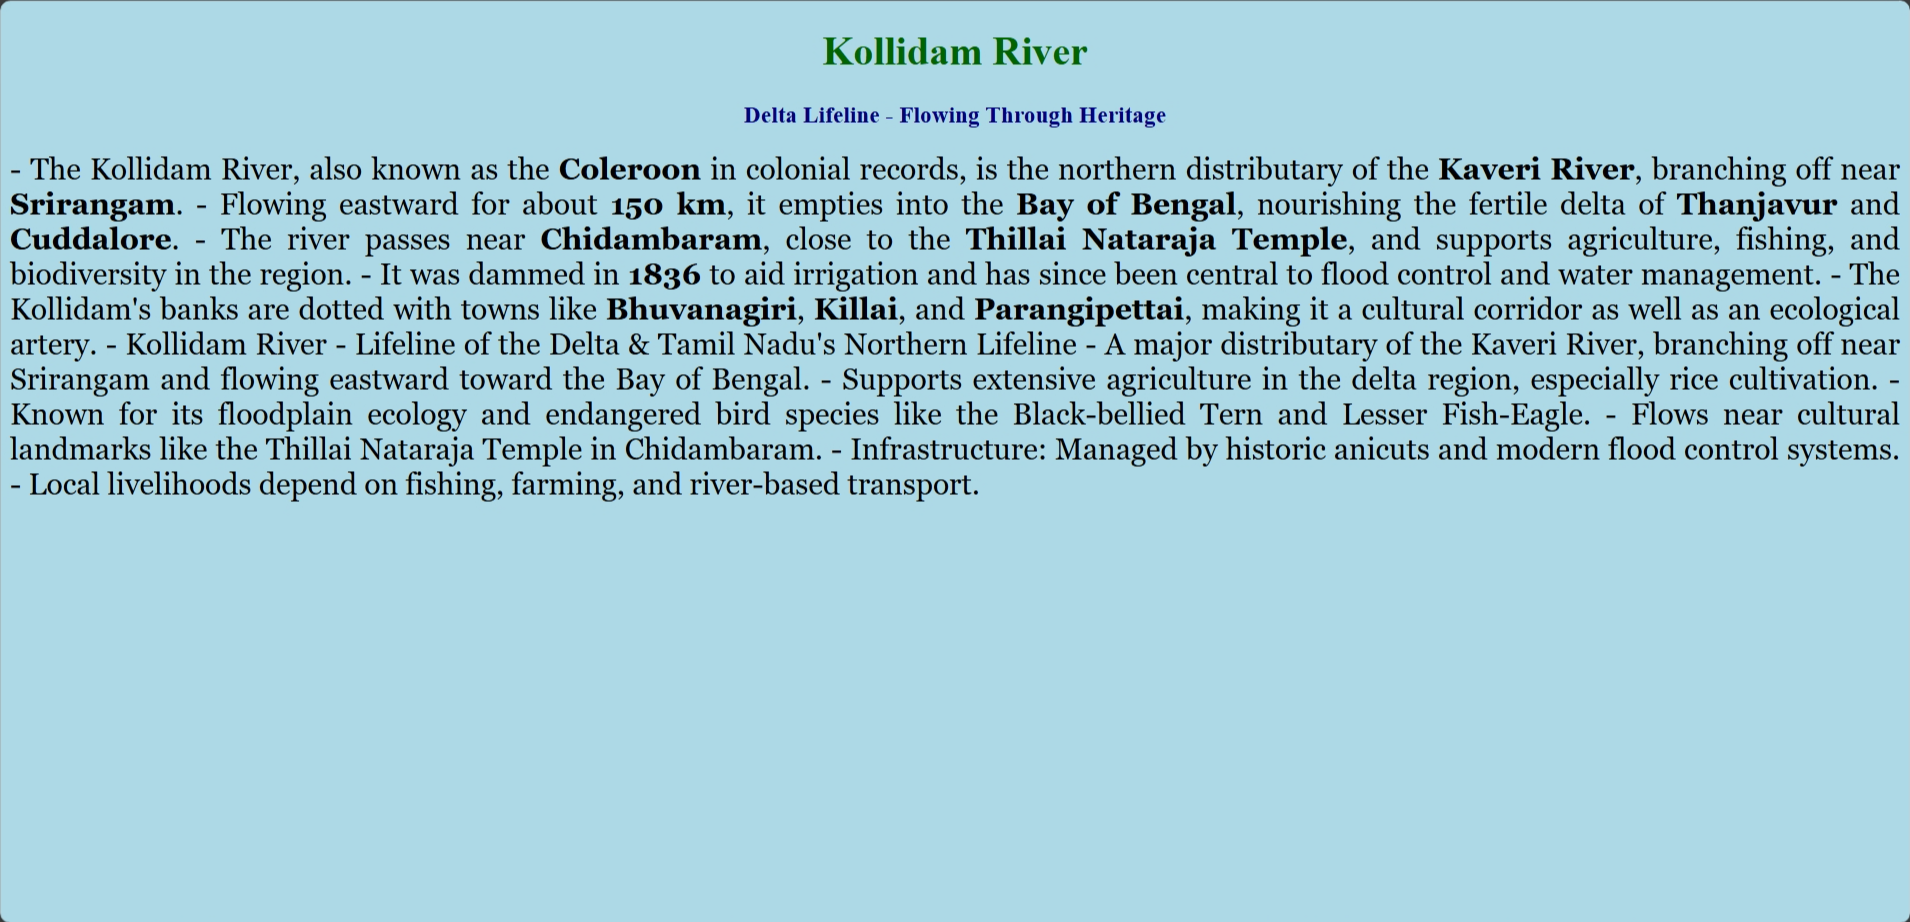 Kollidam River
Delta Lifeline - Flowing Through Heritage
- The Kollidam River, also known as the Coleroon in colonial records, is the northern distributary of the Kaveri River, branching off near
Srirangam. - Flowing eastward for about 150 km, it empties into the Bay of Bengal, nourishing the fertile delta of Thanjavur and
Cuddalore. - The river passes near Chidambaram, close to the Thillai Nataraja Temple, and supports agriculture, fishing, and
biodiversity in the region. - It was dammed in 1836 to aid irrigation and has since been central to flood control and water management. - The
Kollidam's banks are dotted with towns like Bhuvanagiri, Killai, and Parangipettai, making it a cultural corridor as well as an ecological
artery. - Kollidam River - Lifeline of the Delta & Tamil Nadu's Northern Lifeline - A major distributary of the Kaveri River, branching off near
Srirangam and flowing eastward toward the Bay of Bengal. - Supports extensive agriculture in the delta region, especially rice cultivation. -
Known for its floodplain ecology and endangered bird species like the Black-bellied Tern and Lesser Fish-Eagle. - Flows near cultural
landmarks like the Thillai Nataraja Temple in Chidambaram. - Infrastructure: Managed by historic anicuts and modern flood control systems.
- Local livelihoods depend on fishing, farming, and river-based transport.